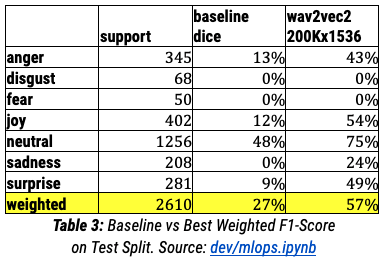 support baseline dice wav2vec2 200Kx1536
anger 345 13% 43%
disgust 68 0% 0%
fear 50 0% 0%
joy 402 12% 54%
neutral 1256 48% 75%
sadness 208 0% 24%
surprise 281 9% 49%
weighted 2610 27% 57%
Table 3: Baseline vs Best Weighted F1-Score
on Test Split. Source: dev/mlops.ipynb